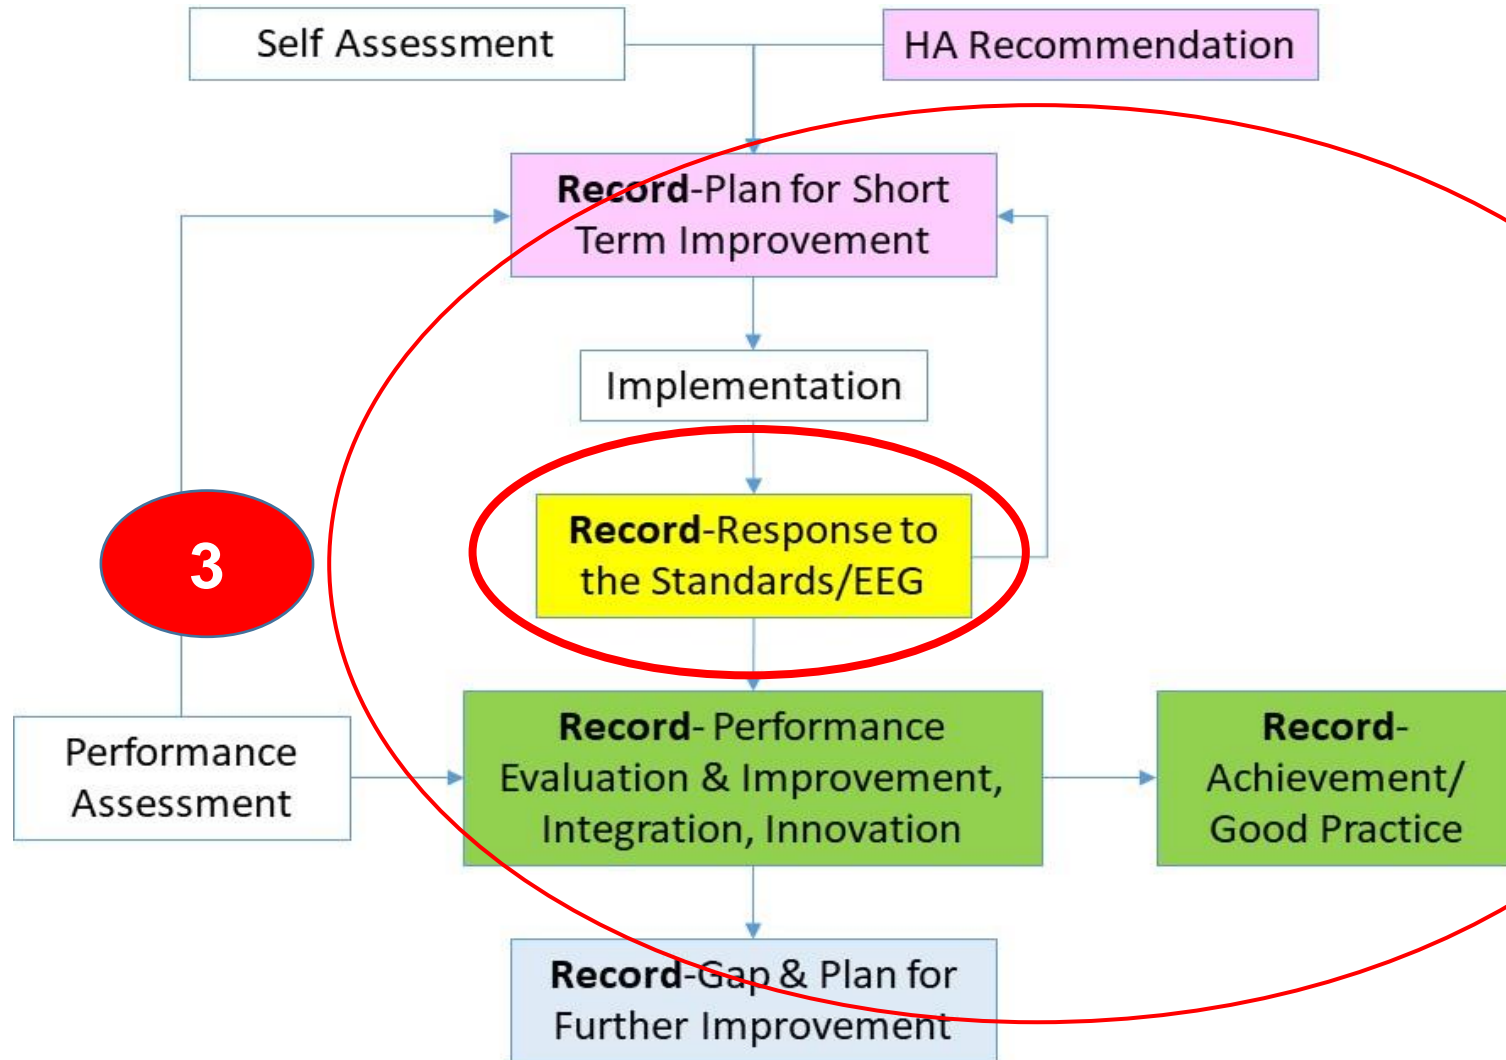 Self Assessment
HA Recommendation
Record-Plan for Short
Term Improvement
Implementation
Record-Response to
the Standards/EEG
3
Performance
Assessment
Record- Performance
Evaluation & Improvement,
Integration, Innovation
Record-
Achievement/
Good Practice
Record-Gap & Plan for
Further Improvement